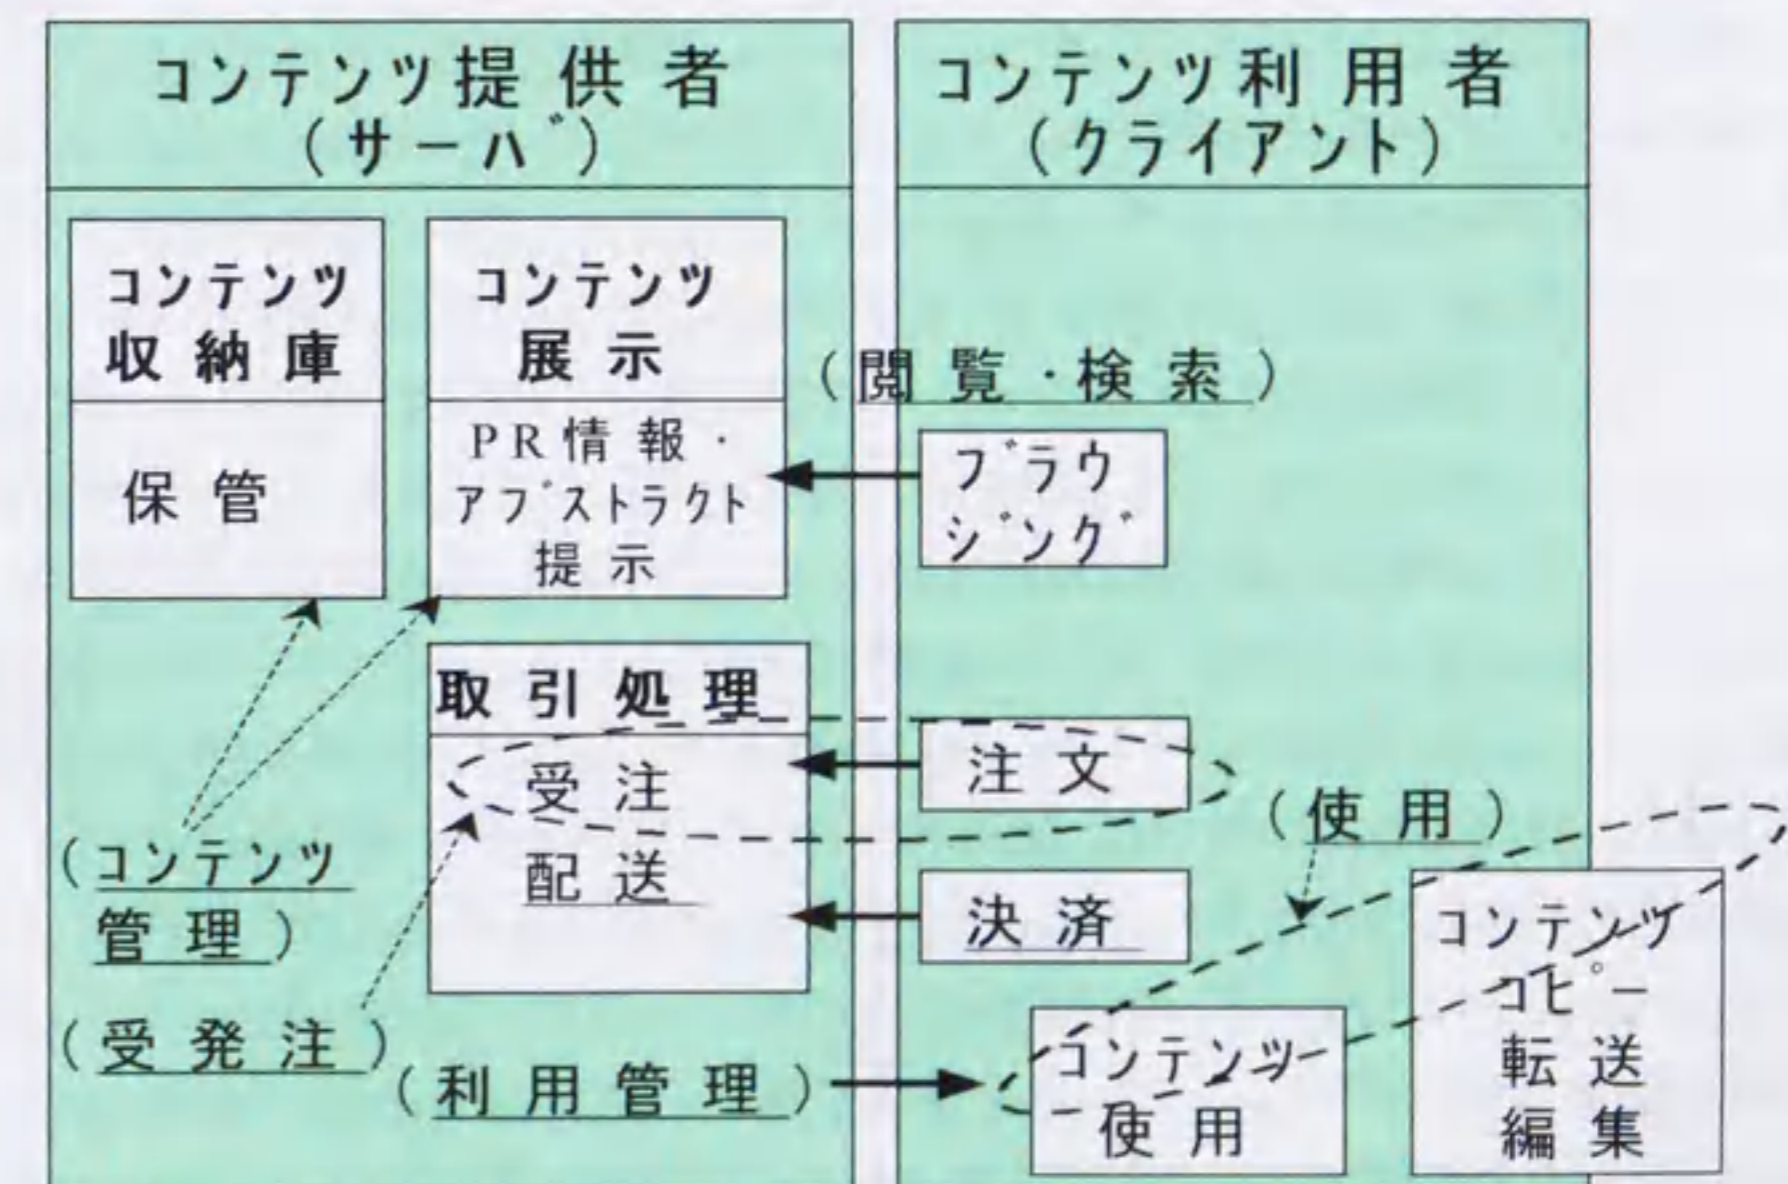 コンテンツ提供者
(サーバ)
コンテンツ
収納庫
保管
コンテンツ
展示
PR情報・
アブストラクト
提示
取引処理
受注
配送
(コンテンツ
管理)
(受発注)
(利用管理)
コンテンツ利用者
(クライアント)
(閲覧・検索)
ブラウ
ジング
注文
決済
(使用)
コンテンツ
使用
コンテンツ
コピー
転送
編集